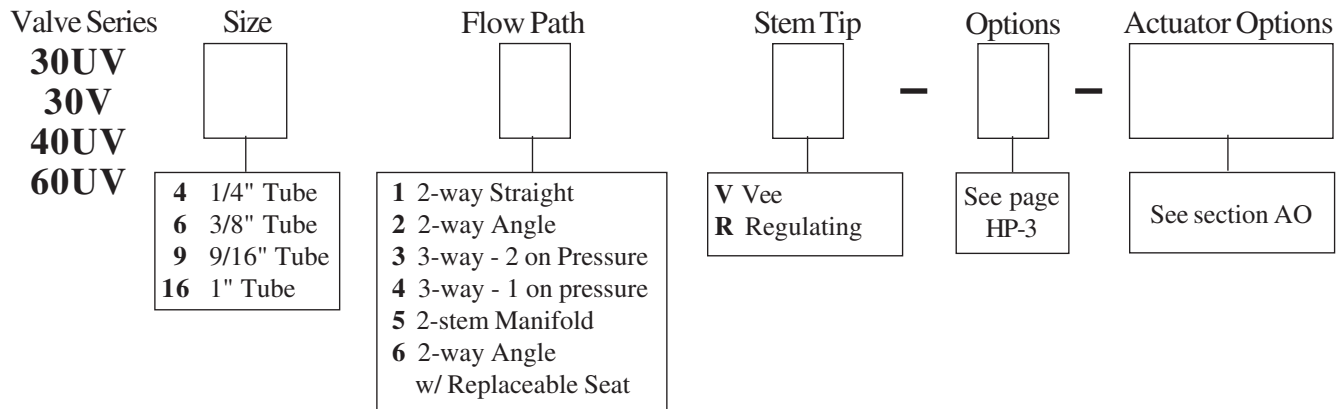 Valve Series Size Flow Path Stem Tip Options Actuator Options
30UV
30V
40UV
60UV
– –
4 1/4" Tube
6 3/8" Tube
9 9/16" Tube
16 1" Tube
1 2-way Straight
2 2-way Angle
3 3-way - 2 on Pressure
4 3-way - 1 on pressure
5 2-stem Manifold
6 2-way Angle
w/ Replaceable Seat
V Vee
R Regulating
See page
HP-3
See section AO